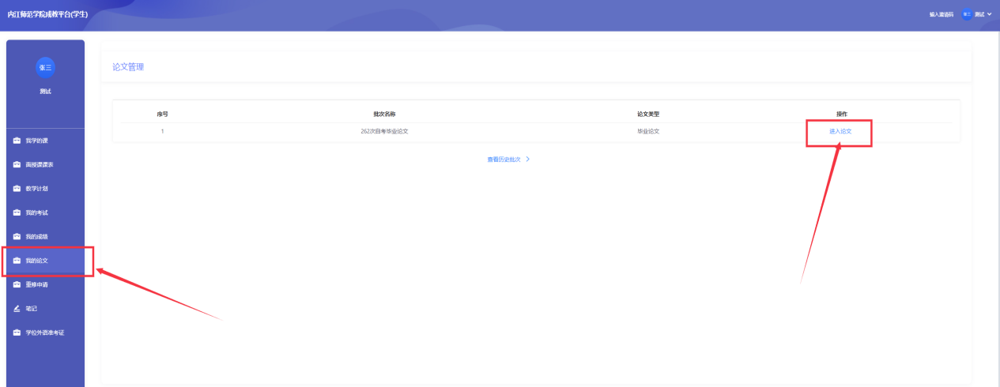 内江师范学院成教平台(学生)
输入邀请码 张三 测试
张三
测试
我学的课
面授课课表
教学计划
我的考试
我的成绩
我的论文
重修申请
笔记
学位外语准考证
论文管理
序号 批次名称 论文类型 操作
1 262次自考毕业论文 毕业论文 进入论文
查看历史批次